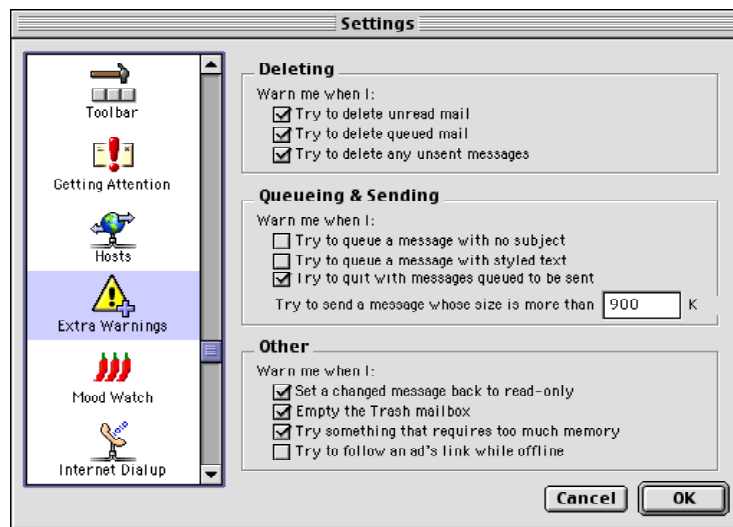 Settings
Toolbar
Getting Attention
Hosts
Extra Warnings
Mood Watch
Internet Dialup
Deleting
Warn me when I:
Try to delete unread mail
Try to delete queued mail
Try to delete any unsent messages
Queueing & Sending
Warn me when I:
Try to queue a message with no subject
Try to queue a message with styled text
Try to quit with messages queued to be sent
Try to send a message whose size is more than 900 K
Other
Warn me when I:
Set a changed message back to read-only
Empty the Trash mailbox
Try something that requires too much memory
Try to follow an ad's link while offline
Cancel OK